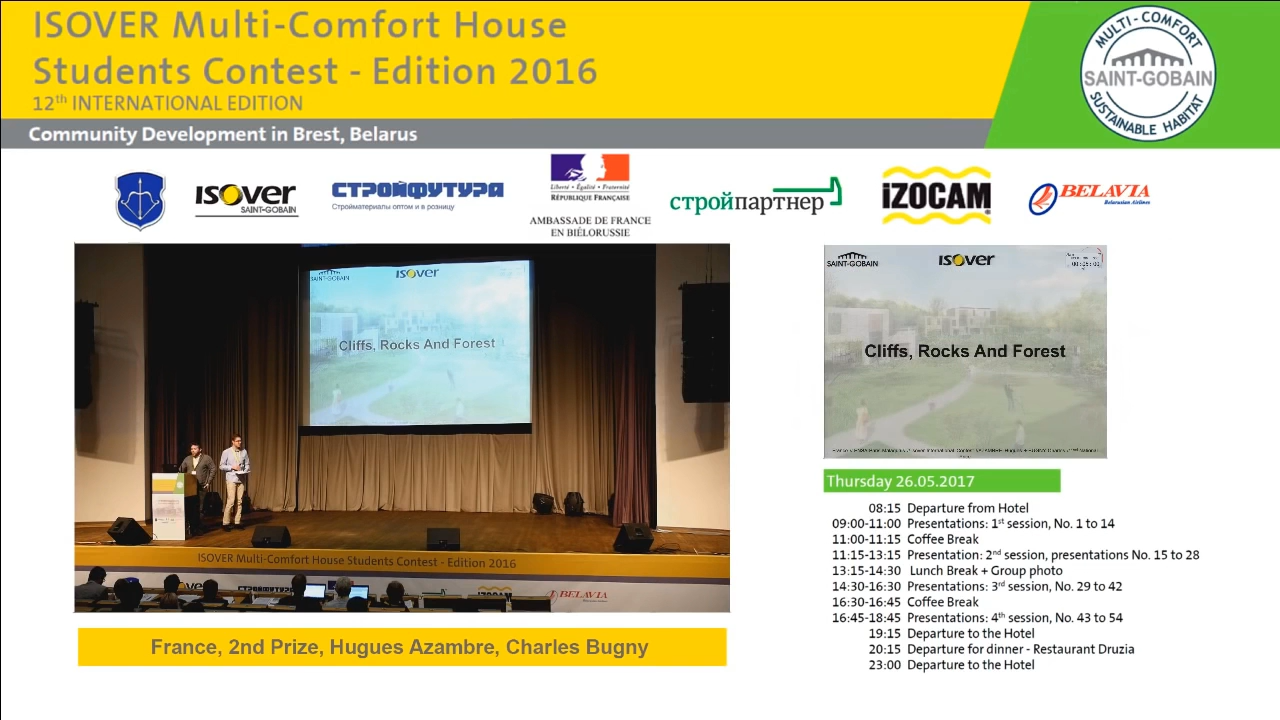 ISOVER Multi-Comfort House
Students Contest - Edition 2016
12th INTERNATIONAL EDITION
Community Development in Brest, Belarus
MULTI-COMFORT
SAINT-GOBAIN
SUSTAINABLE HABITAT
isover
SAINT-GOBAIN
СТРОЙФУТУРА
Стройматериалы оптом и в розницу
Liberté • Égalité • Fraternité
RÉPUBLIQUE FRANÇAISE
AMBASSADE DE FRANCE
EN BIÉLORUSSIE
стройпартнер
iZOCAM
BELAVIA
Belarusian Airlines
SAINT-GOBAIN
isover
Cliffs, Rocks And Forest
ISOVER Multi-Comfort House Students Contest - Edition 2016
BELAVIA
France, 2nd Prize, Hugues Azambre, Charles Bugny
SAINT-GOBAIN
isover
Cliffs, Rocks And Forest
Thursday 26.05.2017
08:15 Departure from Hotel
09:00-11:00 Presentations: 1st session, No. 1 to 14
11:00-11:15 Coffee Break
11:15-13:15 Presentation: 2nd session, presentations No. 15 to 28
13:15-14:30 Lunch Break + Group photo
14:30-16:30 Presentations: 3rd session, No. 29 to 42
16:30-16:45 Coffee Break
16:45-18:45 Presentations: 4th session, No. 43 to 54
19:15 Departure to the Hotel
20:15 Departure for dinner - Restaurant Druzia
23:00 Departure to the Hotel